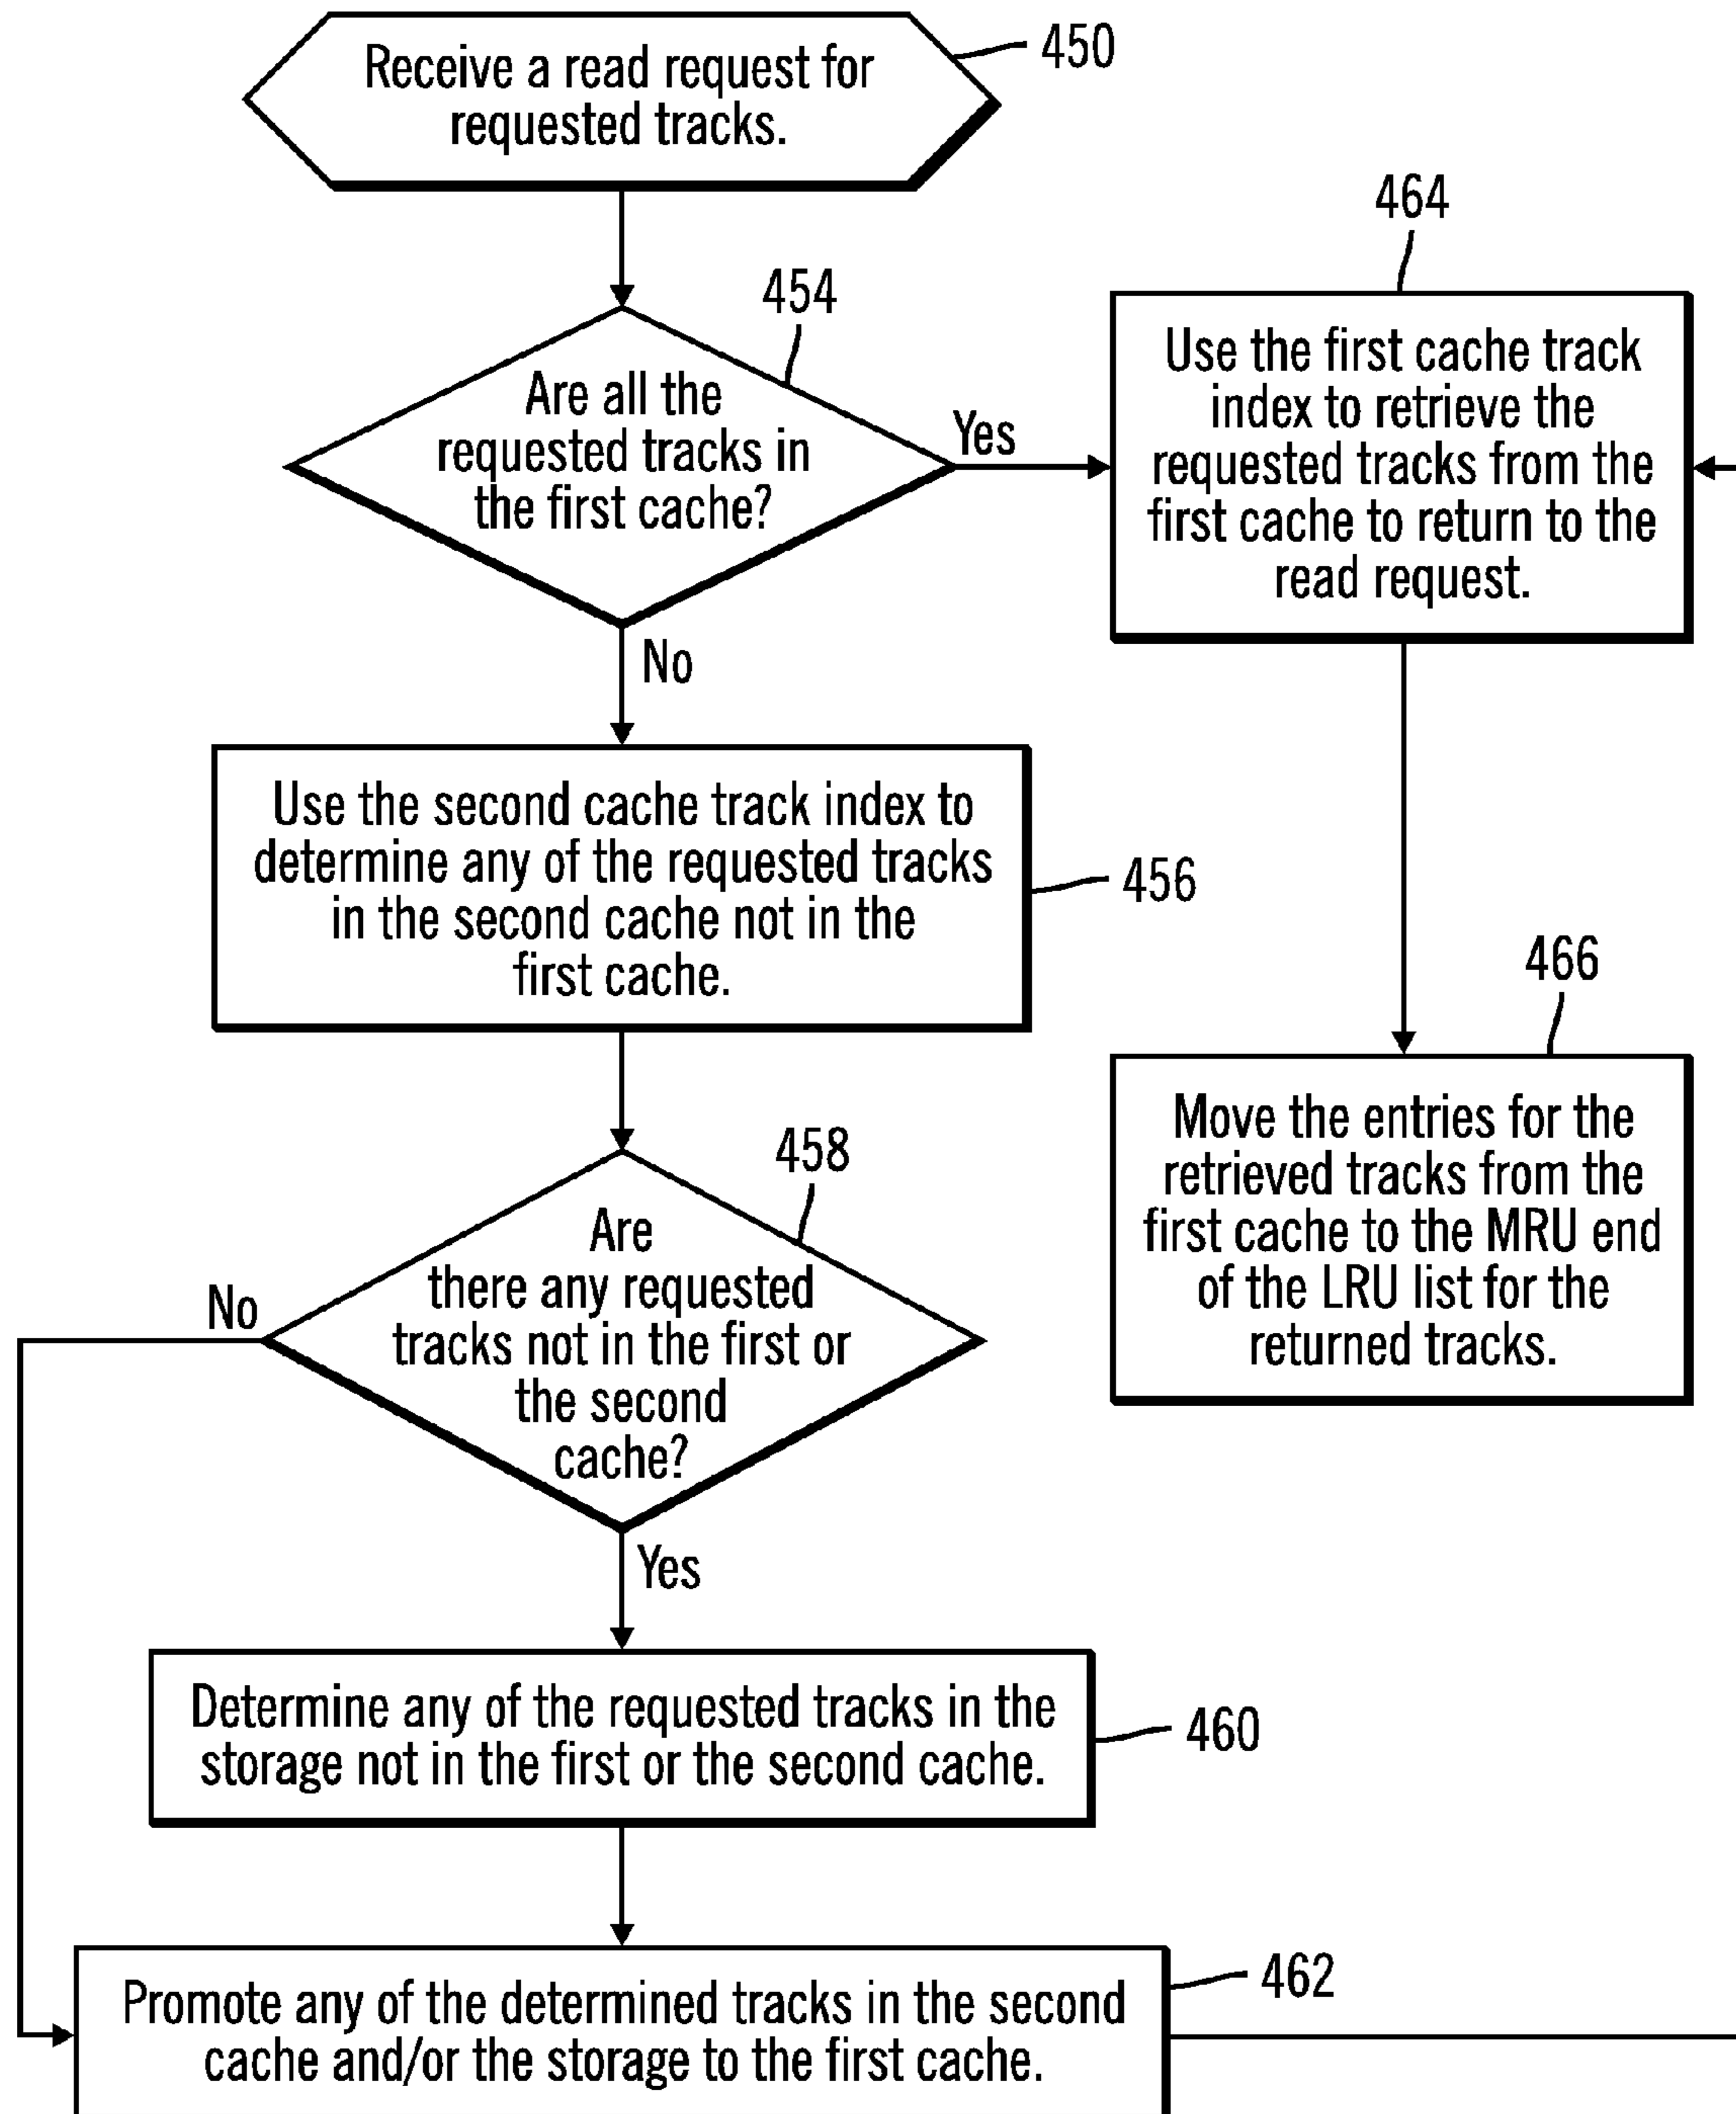 Receive a read request for
requested tracks.
450
454
Are all the
requested tracks in
the first cache?
Yes
No
464
Use the first cache track
index to retrieve the
requested tracks from the
first cache to return to the
read request.
Use the second cache track index to
determine any of the requested tracks
in the second cache not in the
first cache.
456
466
Move the entries for the
retrieved tracks from the
first cache to the MRU end
of the LRU list for the
returned tracks.
458
Are
there any requested
tracks not in the first or
the second
cache?
No
Yes
Determine any of the requested tracks in the
storage not in the first or the second cache.
460
Promote any of the determined tracks in the second
cache and/or the storage to the first cache.
462